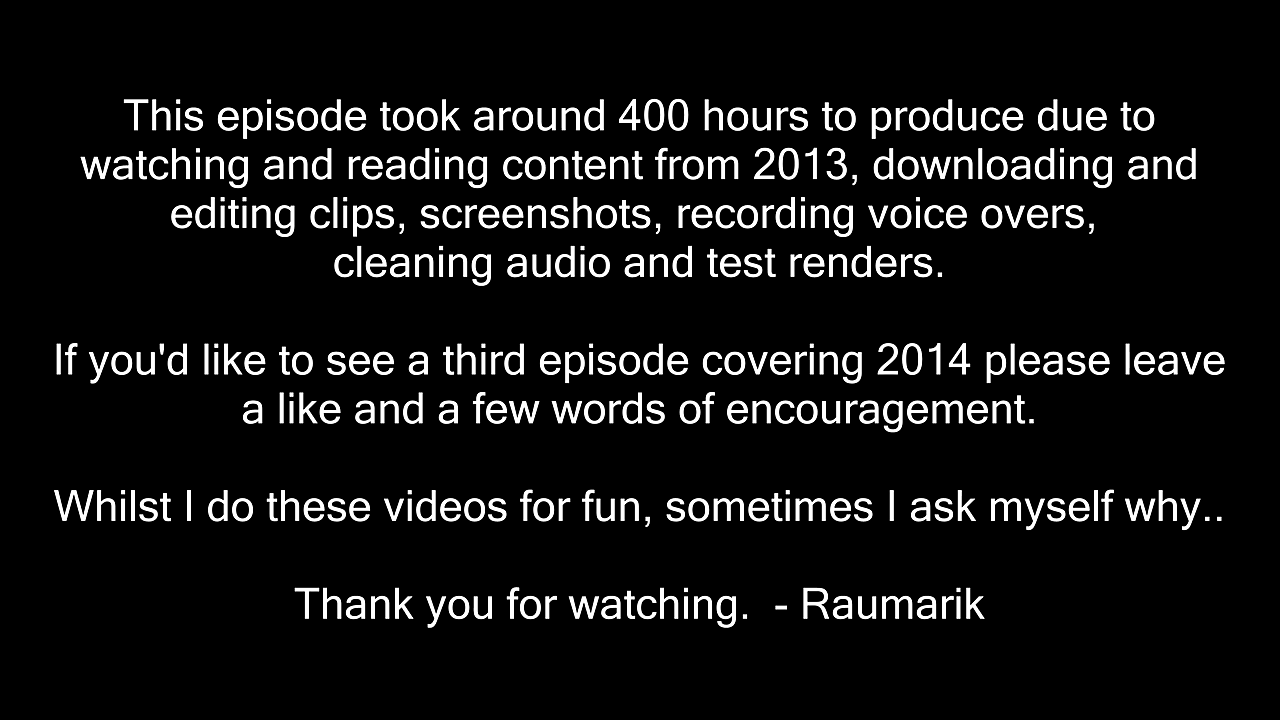 This episode took around 400 hours to produce due to
watching and reading content from 2013, downloading and
editing clips, screenshots, recording voice overs,
cleaning audio and test renders.
If you'd like to see a third episode covering 2014 please leave
a like and a few words of encouragement.
Whilst I do these videos for fun, sometimes I ask myself why..
Thank you for watching.  - Raumarik